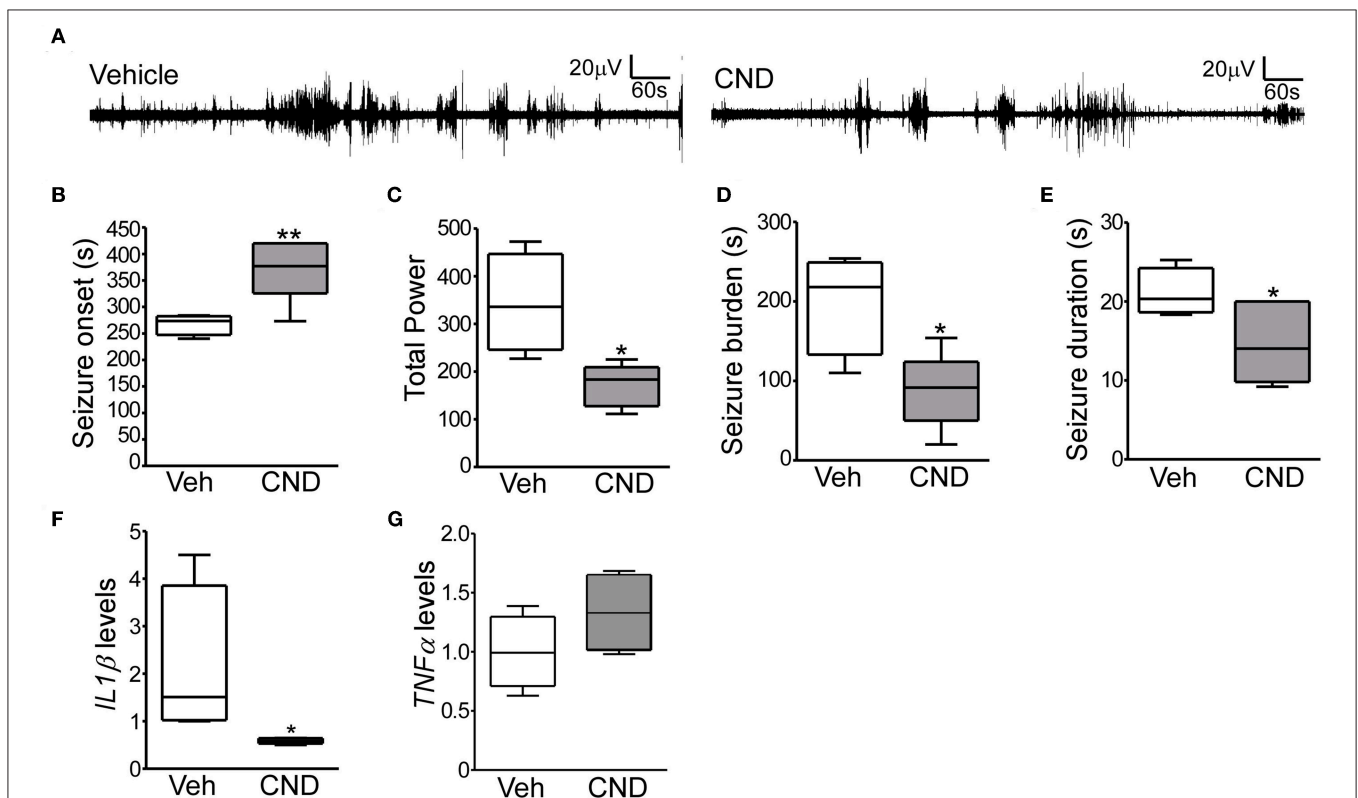 A
Vehicle
20μV
60s
CND
20μV
60s
B
Seizure onset (s)
450
400
350
300
250
200
150
100
50
0
**
Veh
CND
C
Total Power
500
400
300
200
100
0
*
Veh
CND
D
Seizure burden (s)
300
200
100
0
*
Veh
CND
E
Seizure duration (s)
30
20
10
0
*
Veh
CND
F
IL1β levels
5
4
3
2
1
0
*
Veh
CND
G
TNFα levels
2.0
1.5
1.0
0.5
0
Veh
CND